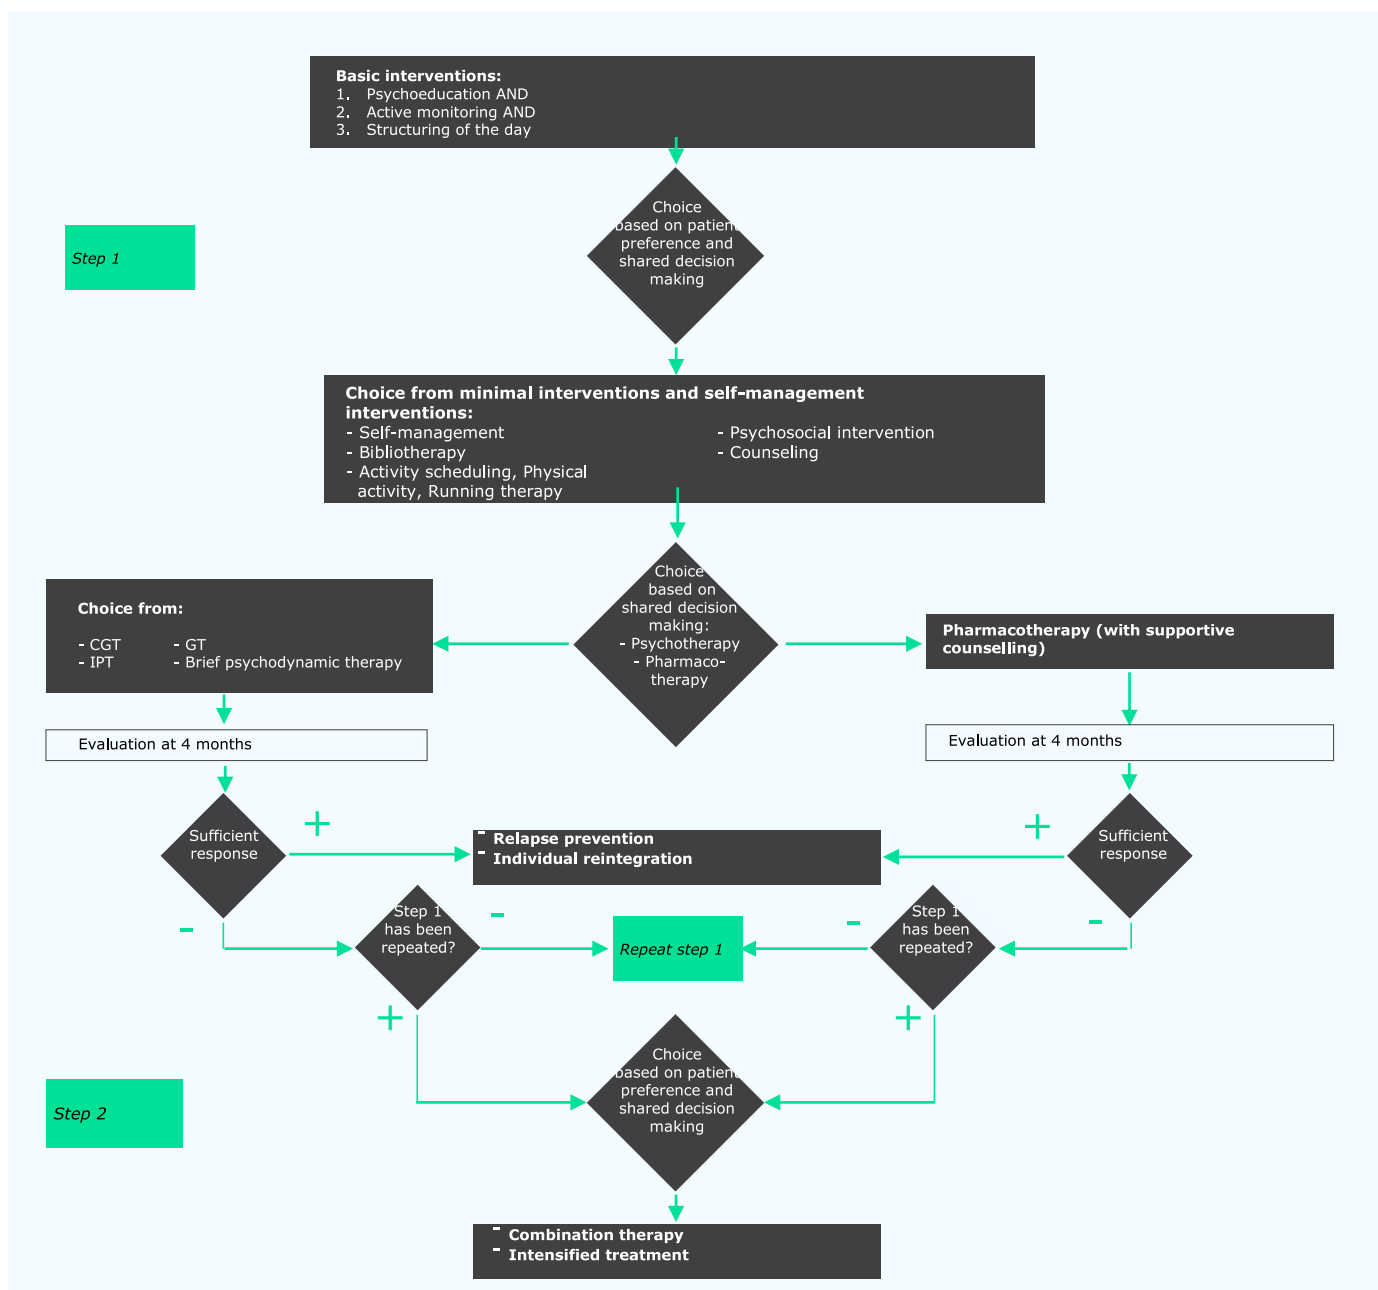 Basic interventions:
1. Psychoeducation AND
2. Active monitoring AND
3. Structuring of the day
Choice
based on patient
preference and
shared decision
making
Step 1
Choice from minimal interventions and self-management
interventions:
- Self-management
- Bibliotherapy
- Activity scheduling, Physical
activity, Running therapy
- Psychosocial intervention
- Counseling
Choice
based on
shared decision
making:
- Psychotherapy
- Pharmaco-
therapy
Choice from:
- CGT - GT
- IPT - Brief psychodynamic therapy
Pharmacotherapy (with supportive
counselling)
Evaluation at 4 months
Evaluation at 4 months
Sufficient
response
+
- Relapse prevention
- Individual reintegration
+
Sufficient
response
-
Step 1
has been
repeated?
-
Repeat step 1
-
Step 1
has been
repeated?
-
+
+
Choice
based on patient
preference and
shared decision
making
Step 2
- Combination therapy
- Intensified treatment